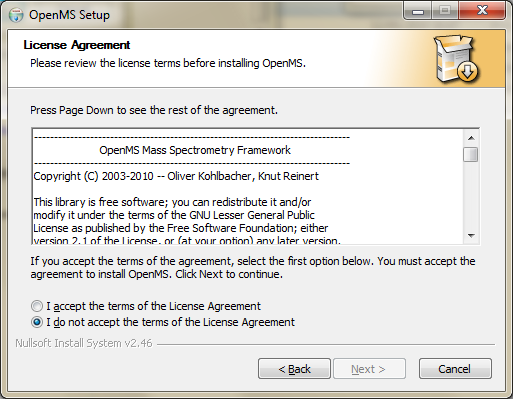 OpenMS Setup
License Agreement
Please review the license terms before installing OpenMS.
Press Page Down to see the rest of the agreement.
--------------------------------------------------------------------------
OpenMS Mass Spectrometry Framework
--------------------------------------------------------------------------
Copyright (C) 2003-2010 -- Oliver Kohlbacher, Knut Reinert
This library is free software; you can redistribute it and/or
modify it under the terms of the GNU Lesser General Public
License as published by the Free Software Foundation; either
version 2.1 of the License, or (at your option) any later version.
If you accept the terms of the agreement, select the first option below. You must accept the
agreement to install OpenMS. Click Next to continue.
I accept the terms of the License Agreement
I do not accept the terms of the License Agreement
Nullsoft Install System v2.46
< Back
Next >
Cancel